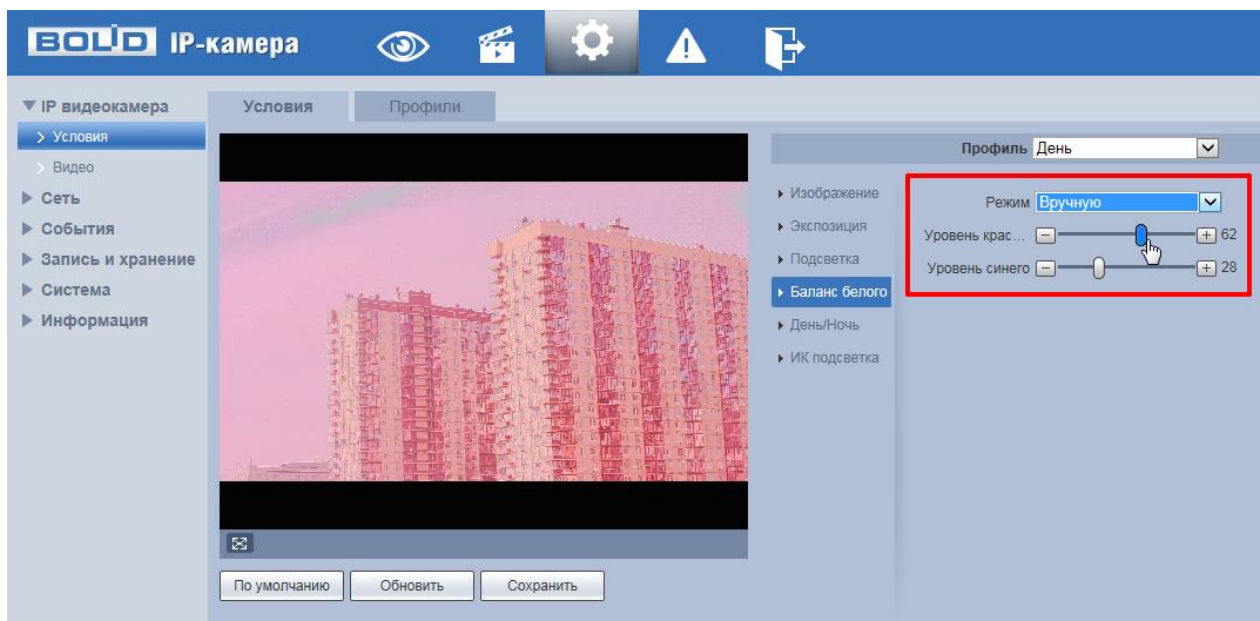 BOLID IP-камера
IP видеокамера
Условия
Видео
Сеть
События
Запись и хранение
Система
Информация
Условия
Профили
Профиль День
Изображение
Экспозиция
Подсветка
Баланс белого
День/Ночь
ИК подсветка
Режим Вручную
Уровень крас... 62
Уровень синего 28
По умолчанию
Обновить
Сохранить